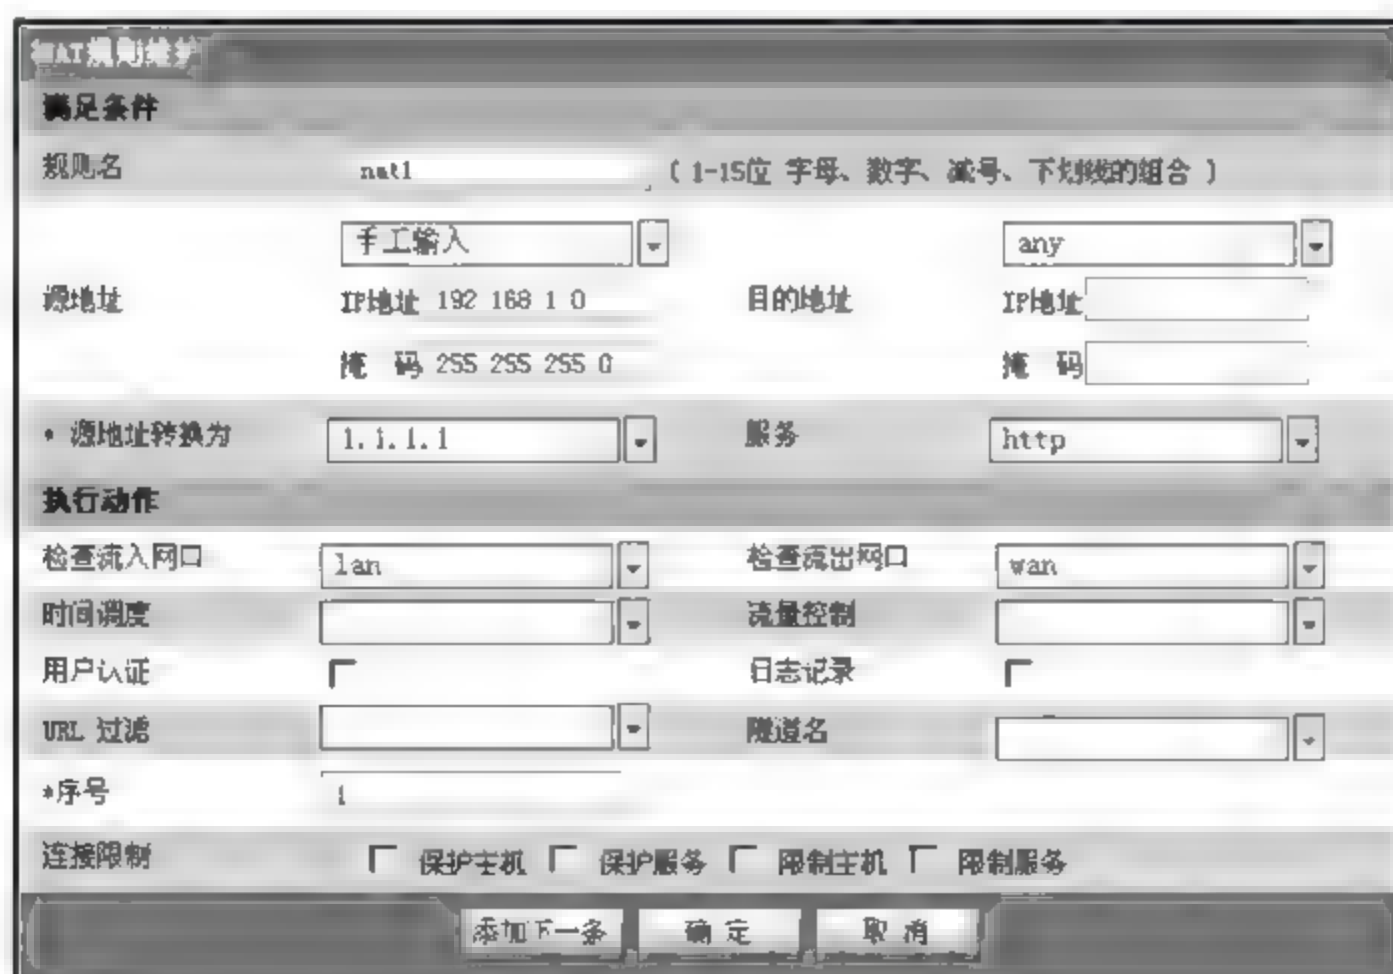 NAT规则维护
满足条件
规则名 nat1 (1-15位 字母、数字、减号、下划线的组合)
手工输入 any
源地址 IP地址 192 168 1 0 目的地址 IP地址
掩 码 255 255 255 0 掩 码
* 源地址转换为 1.1.1.1 服务 http
执行动作
检查流入网口 lan 检查流出网口 wan
时间调度 流量控制
用户认证 日志记录
URL 过滤 隧道名
*序号 1
连接限制 保护主机 保护服务 限制主机 限制服务
添加下一条 确 定 取 消